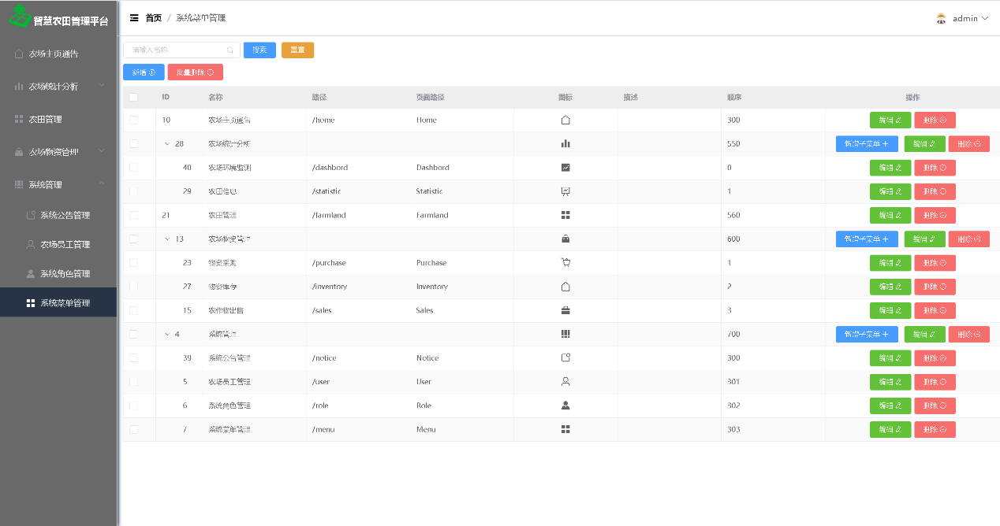 智慧农田管理平台
首页 / 系统菜单管理
admin
农场主页通告
农场统计分析
农田管理
农场物资管理
系统管理
系统公告管理
农场员工管理
系统角色管理
系统菜单管理
请输入名称
搜索 重置
新增 批量删除
ID 名称 路径 页面路径 图标 描述 顺序 操作
10 农场主页通告 /home Home 300 编辑 删除
28 农场统计分析 550 新增子菜单 编辑 删除
40 农场环境监测 /dashbord Dashbord 0 编辑 删除
29 农田信息 /statistic Statistic 1 编辑 删除
21 农田管理 /farmland Farmland 560 编辑 删除
13 农场物资管理 600 新增子菜单 编辑 删除
23 物资采购 /purchase Purchase 1 编辑 删除
27 物资库存 /inventory Inventory 2 编辑 删除
15 农作物出售 /sales Sales 3 编辑 删除
4 系统管理 700 新增子菜单 编辑 删除
39 系统公告管理 /notice Notice 300 编辑 删除
5 农场员工管理 /user User 301 编辑 删除
6 系统角色管理 /role Role 302 编辑 删除
7 系统菜单管理 /menu Menu 303 编辑 删除